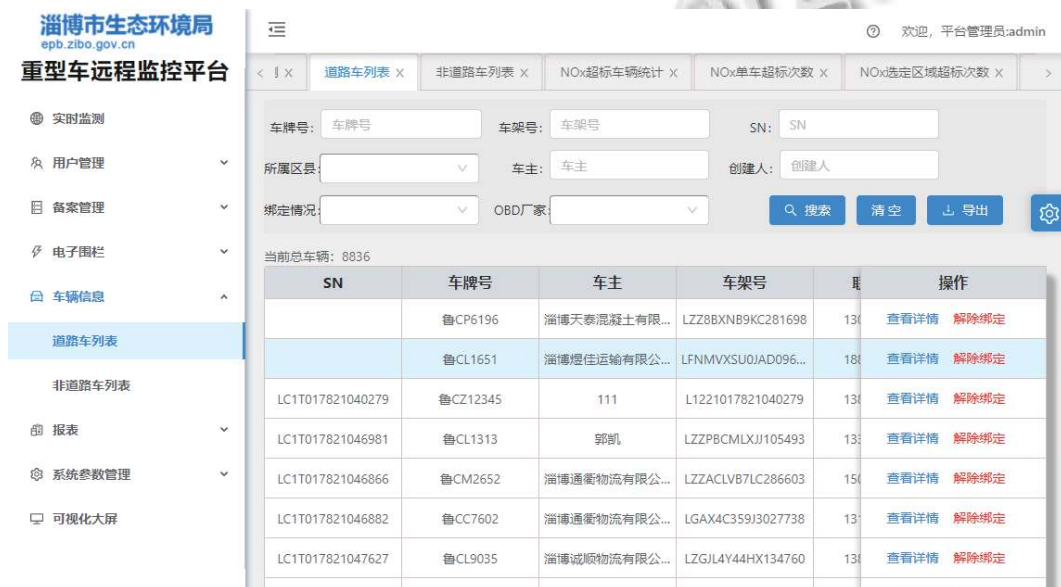 淄博市生态环境局
epb.zibo.gov.cn
重型车远程监控平台
欢迎, 平台管理员:admin
道路车列表 × 非道路车列表 × NOx超标车辆统计 × NOx单车超标次数 × NOx选定区域超标次数 ×
实时监测
用户管理
备案管理
电子围栏
车辆信息
道路车列表
非道路车列表
报表
系统参数管理
可视化大屏
车牌号: 车牌号 车架号: 车架号 SN: SN
所属区县: 车主: 车主 创建人: 创建人
绑定情况: OBD厂家: 搜索 清空 导出
当前总车辆: 8836
SN 车牌号 车主 车架号 操作
鲁CP6196 淄博天泰混凝土有限... LZZ8BXNB9KC281698 130 查看详情 解除绑定
鲁CL1651 淄博煜佳运输有限公... LFNMVXSU0JAD096... 188 查看详情 解除绑定
LC1T017821040279 鲁CZ12345 111 L1221017821040279 138 查看详情 解除绑定
LC1T017821046981 鲁CL1313 郭凯 LZZPBCMLXJJ105493 133 查看详情 解除绑定
LC1T017821046866 鲁CM2652 淄博通衢物流有限公... LZZACLVB7LC286603 150 查看详情 解除绑定
LC1T017821046882 鲁CC7602 淄博通衢物流有限公... LGAX4C359J3027738 131 查看详情 解除绑定
LC1T017821047627 鲁CL9035 淄博诚顺物流有限公... LZGJL4Y44HX134760 138 查看详情 解除绑定